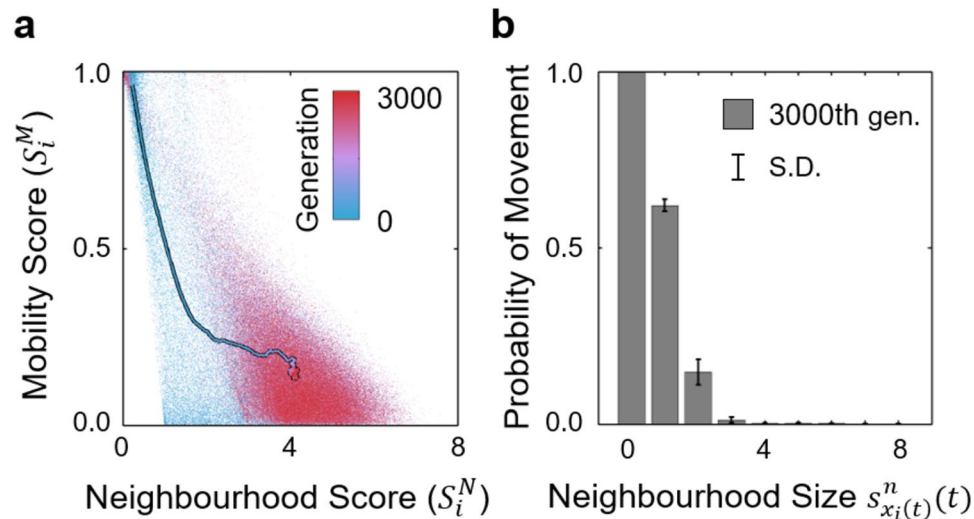 a
Mobility Score (S_i^M)
1.0
0.5
0.0
Generation
3000
0
0
4
8
Neighbourhood Score (S_i^N)
b
Probability of Movement
1.0
0.5
0.0
3000th gen.
S.D.
0
4
8
Neighbourhood Size s_{x_i(t)}^n(t)